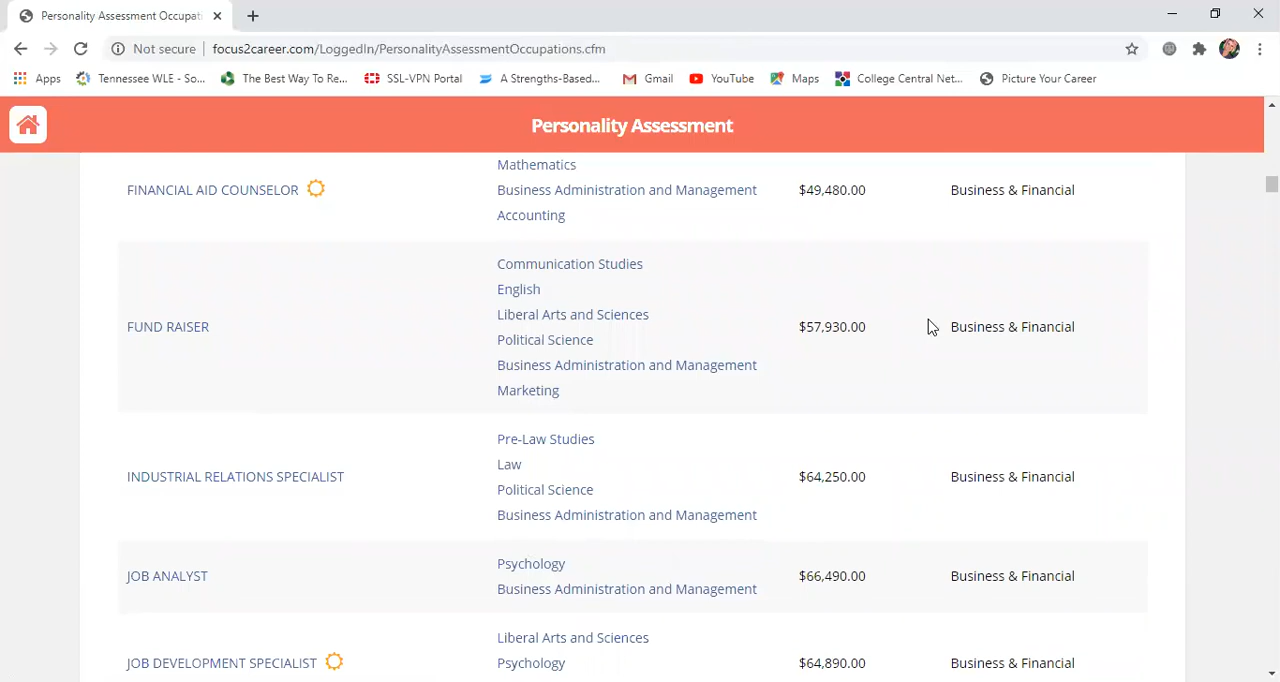 Personality Assessment Occupati
Not secure | focus2career.com/LoggedIn/PersonalityAssessmentOccupations.cfm
Apps Tennessee WLE - So... The Best Way To Re... SSL-VPN Portal A Strengths-Based... Gmail YouTube Maps College Central Net... Picture Your Career
Personality Assessment
Mathematics
FINANCIAL AID COUNSELOR Business Administration and Management $49,480.00 Business & Financial
Accounting
Communication Studies
English
Liberal Arts and Sciences
FUND RAISER $57,930.00 Business & Financial
Political Science
Business Administration and Management
Marketing
Pre-Law Studies
Law
INDUSTRIAL RELATIONS SPECIALIST $64,250.00 Business & Financial
Political Science
Business Administration and Management
Psychology
JOB ANALYST $66,490.00 Business & Financial
Business Administration and Management
Liberal Arts and Sciences
JOB DEVELOPMENT SPECIALIST Psychology $64,890.00 Business & Financial